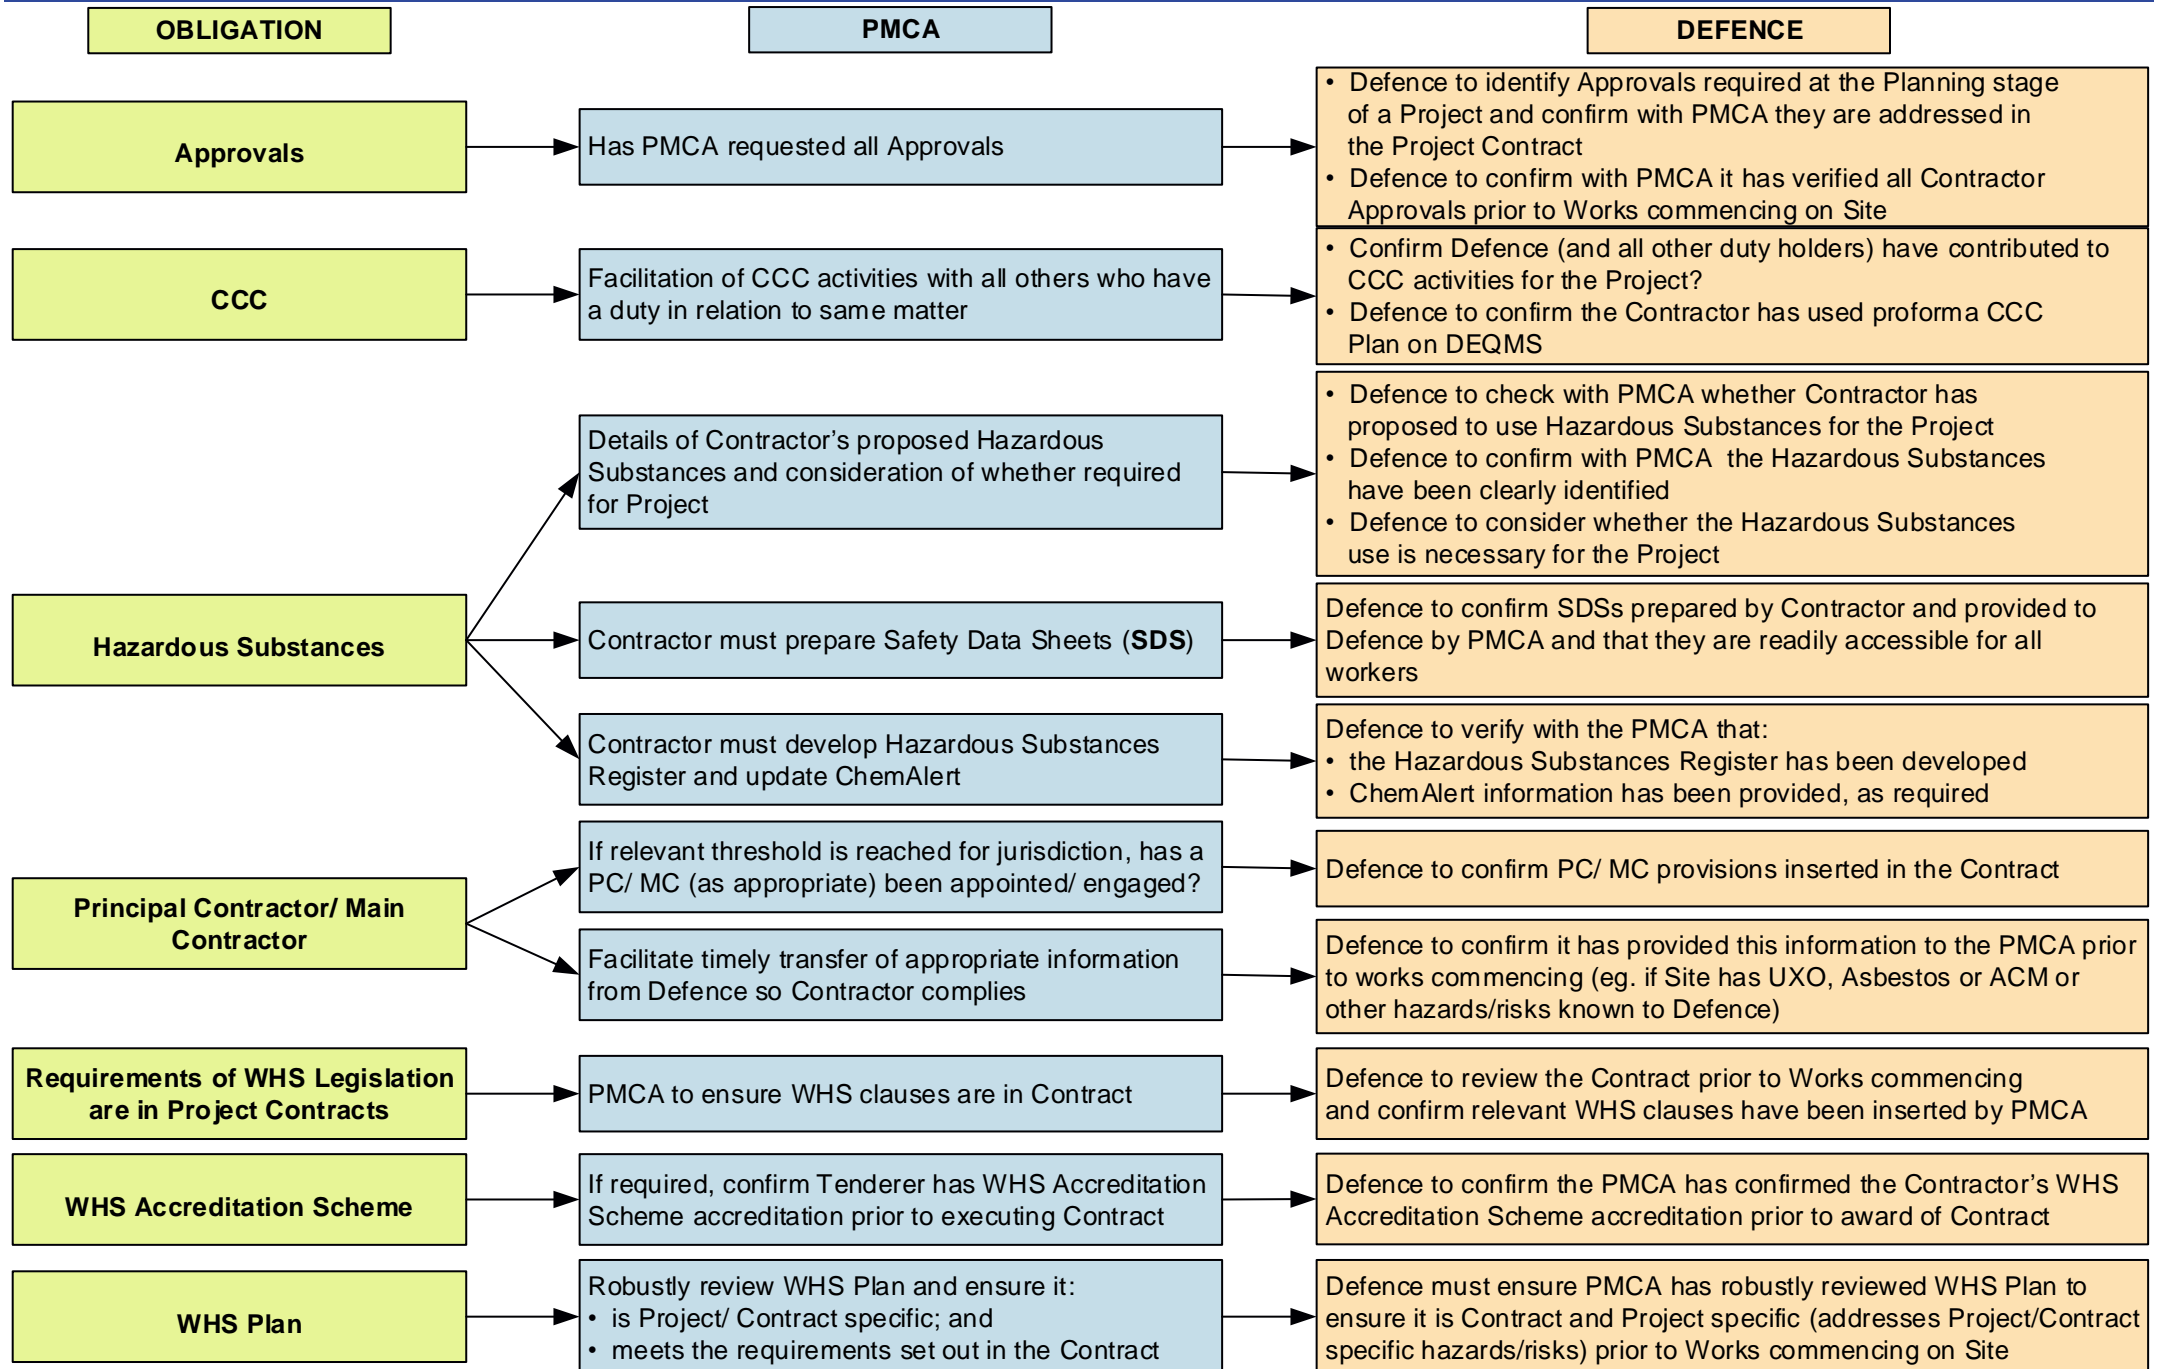 OBLIGATION
PMCA
DEFENCE
Approvals
Has PMCA requested all Approvals
• Defence to identify Approvals required at the Planning stage
of a Project and confirm with PMCA they are addressed in
the Project Contract
• Defence to confirm with PMCA it has verified all Contractor
Approvals prior to Works commencing on Site
CCC
Facilitation of CCC activities with all others who have
a duty in relation to same matter
• Confirm Defence (and all other duty holders) have contributed to
CCC activities for the Project?
• Defence to confirm the Contractor has used proforma CCC
Plan on DEQMS
Hazardous Substances
Details of Contractor’s proposed Hazardous
Substances and consideration of whether required
for Project
• Defence to check with PMCA whether Contractor has
proposed to use Hazardous Substances for the Project
• Defence to confirm with PMCA the Hazardous Substances
have been clearly identified
• Defence to consider whether the Hazardous Substances
use is necessary for the Project
Contractor must prepare Safety Data Sheets (SDS)
Defence to confirm SDSs prepared by Contractor and provided to
Defence by PMCA and that they are readily accessible for all
workers
Contractor must develop Hazardous Substances
Register and update ChemAlert
Defence to verify with the PMCA that:
• the Hazardous Substances Register has been developed
• ChemAlert information has been provided, as required
Principal Contractor/ Main
Contractor
If relevant threshold is reached for jurisdiction, has a
PC/ MC (as appropriate) been appointed/ engaged?
Defence to confirm PC/ MC provisions inserted in the Contract
Facilitate timely transfer of appropriate information
from Defence so Contractor complies
Defence to confirm it has provided this information to the PMCA prior
to works commencing (eg. if Site has UXO, Asbestos or ACM or
other hazards/risks known to Defence)
Requirements of WHS Legislation
are in Project Contracts
PMCA to ensure WHS clauses are in Contract
Defence to review the Contract prior to Works commencing
and confirm relevant WHS clauses have been inserted by PMCA
WHS Accreditation Scheme
If required, confirm Tenderer has WHS Accreditation
Scheme accreditation prior to executing Contract
Defence to confirm the PMCA has confirmed the Contractor’s WHS
Accreditation Scheme accreditation prior to award of Contract
WHS Plan
Robustly review WHS Plan and ensure it:
• is Project/ Contract specific; and
• meets the requirements set out in the Contract
Defence must ensure PMCA has robustly reviewed WHS Plan to
ensure it is Contract and Project specific (addresses Project/Contract
specific hazards/risks) prior to Works commencing on Site